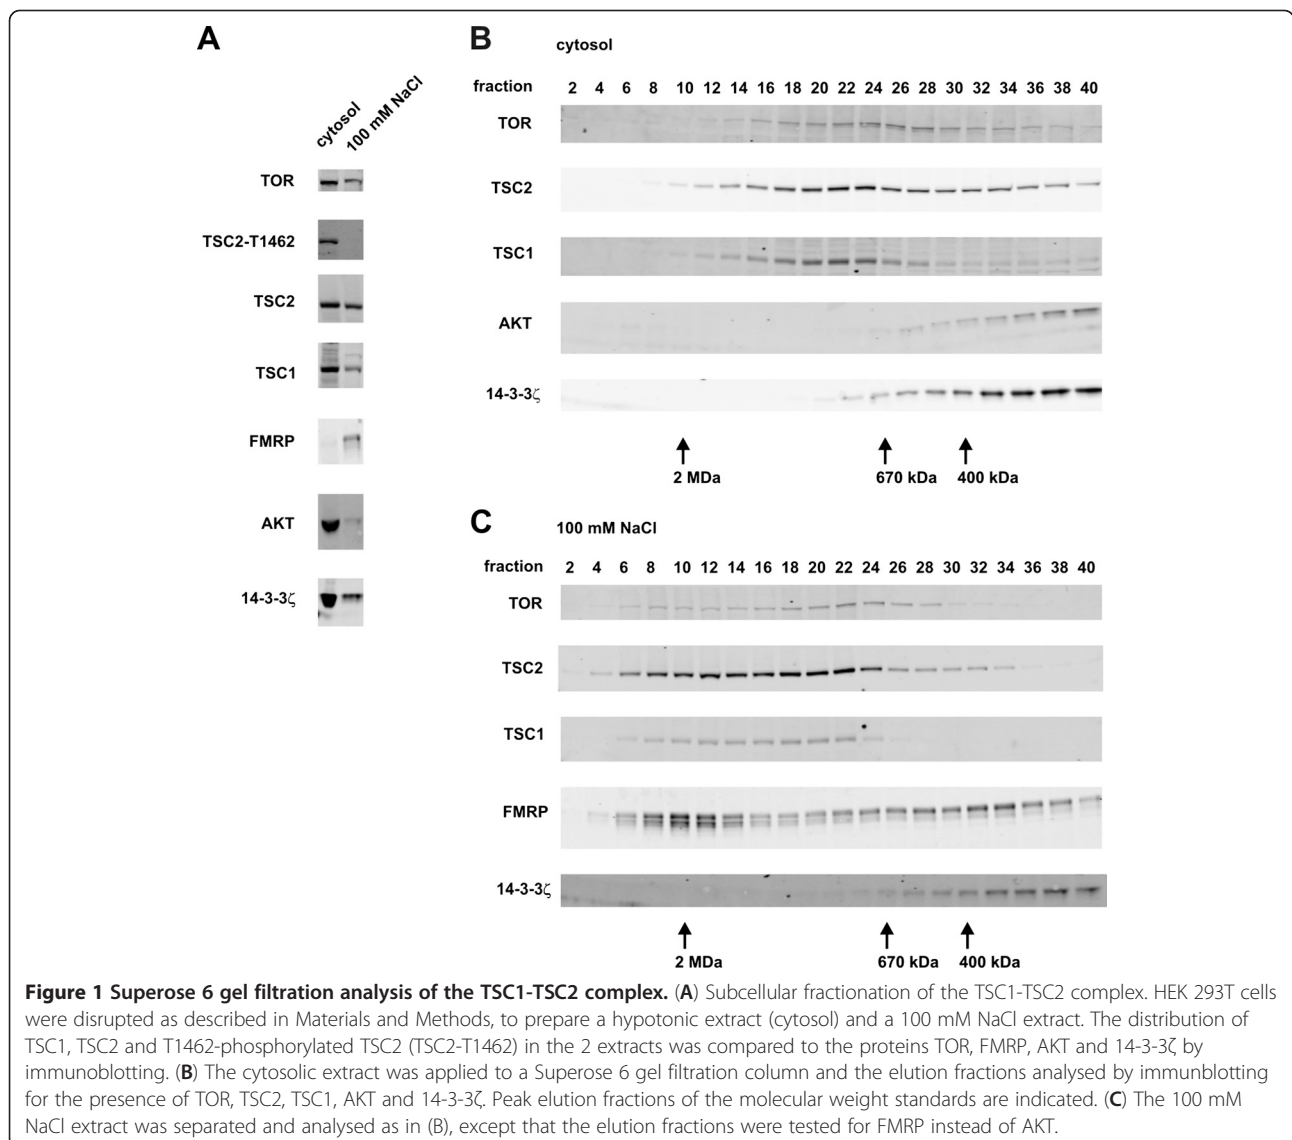 A
cytosol
100 mM NaCl
TOR
TSC2-T1462
TSC2
TSC1
FMRP
AKT
14-3-3ζ
B
cytosol
fraction 2 4 6 8 10 12 14 16 18 20 22 24 26 28 30 32 34 36 38 40
TOR
TSC2
TSC1
AKT
14-3-3ζ
2 MDa 670 kDa 400 kDa
C
100 mM NaCl
fraction 2 4 6 8 10 12 14 16 18 20 22 24 26 28 30 32 34 36 38 40
TOR
TSC2
TSC1
FMRP
14-3-3ζ
2 MDa 670 kDa 400 kDa
Figure 1 Superose 6 gel filtration analysis of the TSC1-TSC2 complex. (A) Subcellular fractionation of the TSC1-TSC2 complex. HEK 293T cells
were disrupted as described in Materials and Methods, to prepare a hypotonic extract (cytosol) and a 100 mM NaCl extract. The distribution of
TSC1, TSC2 and T1462-phosphorylated TSC2 (TSC2-T1462) in the 2 extracts was compared to the proteins TOR, FMRP, AKT and 14-3-3ζ by
immunoblotting. (B) The cytosolic extract was applied to a Superose 6 gel filtration column and the elution fractions analysed by immunblotting
for the presence of TOR, TSC2, TSC1, AKT and 14-3-3ζ. Peak elution fractions of the molecular weight standards are indicated. (C) The 100 mM
NaCl extract was separated and analysed as in (B), except that the elution fractions were tested for FMRP instead of AKT.